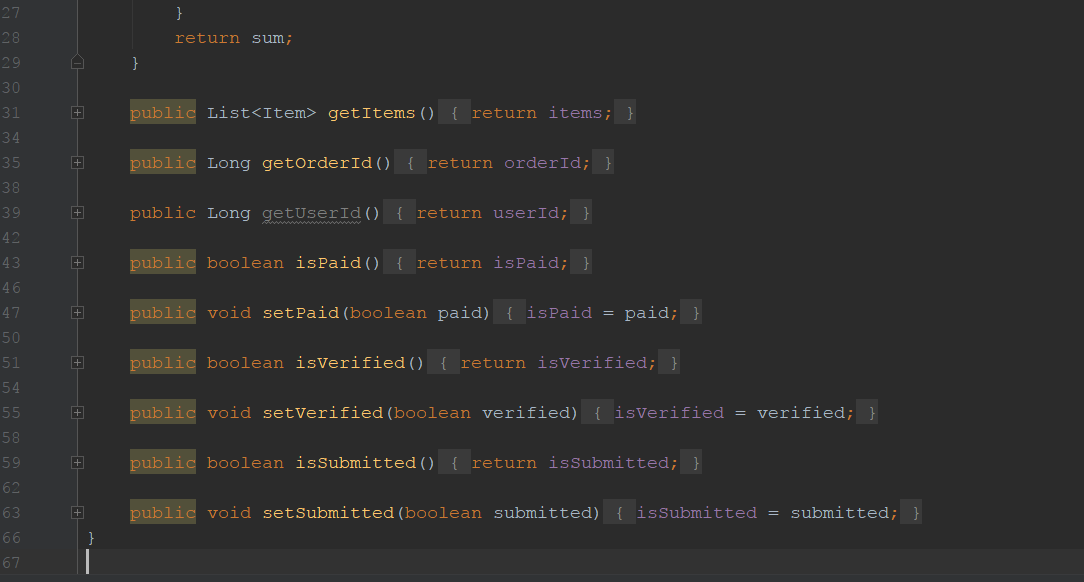 27 }
28 return sum;
29 }
30
31 public List<Item> getItems() { return items; }
34
35 public Long getOrderId() { return orderId; }
38
39 public Long getUserId() { return userId; }
42
43 public boolean isPaid() { return isPaid; }
46
47 public void setPaid(boolean paid) { isPaid = paid; }
50
51 public boolean isVerified() { return isVerified; }
54
55 public void setVerified(boolean verified) { isVerified = verified; }
58
59 public boolean isSubmitted() { return isSubmitted; }
62
63 public void setSubmitted(boolean submitted) { isSubmitted = submitted; }
66 }
67